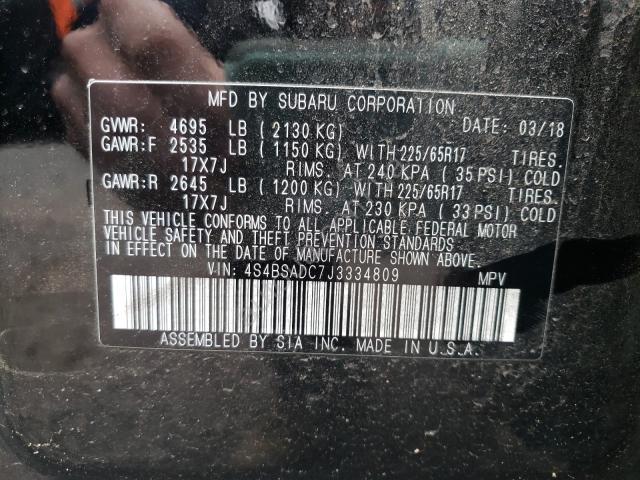 MFD BY SUBARU CORPORATION
GVWR: 4695 LB ( 2130 KG) DATE: 03/18
GAWR:F 2535 LB ( 1150 KG) WITH 225/65R17 TIRES.
17X7J RIMS. AT 240 KPA ( 35 PSI) COLD
GAWR:R 2645 LB ( 1200 KG) WITH 225/65R17 TIRES.
17X7J RIMS. AT 230 KPA ( 33 PSI) COLD
THIS VEHICLE CONFORMS TO ALL APPLICABLE FEDERAL MOTOR
VEHICLE SAFETY AND THEFT PREVENTION STANDARDS
IN EFFECT ON THE DATE OF MANUFACTURE SHOWN ABOVE.
VIN: 4S4BSADC7J3334809 MPV
ASSEMBLED BY SIA INC. MADE IN U.S.A.